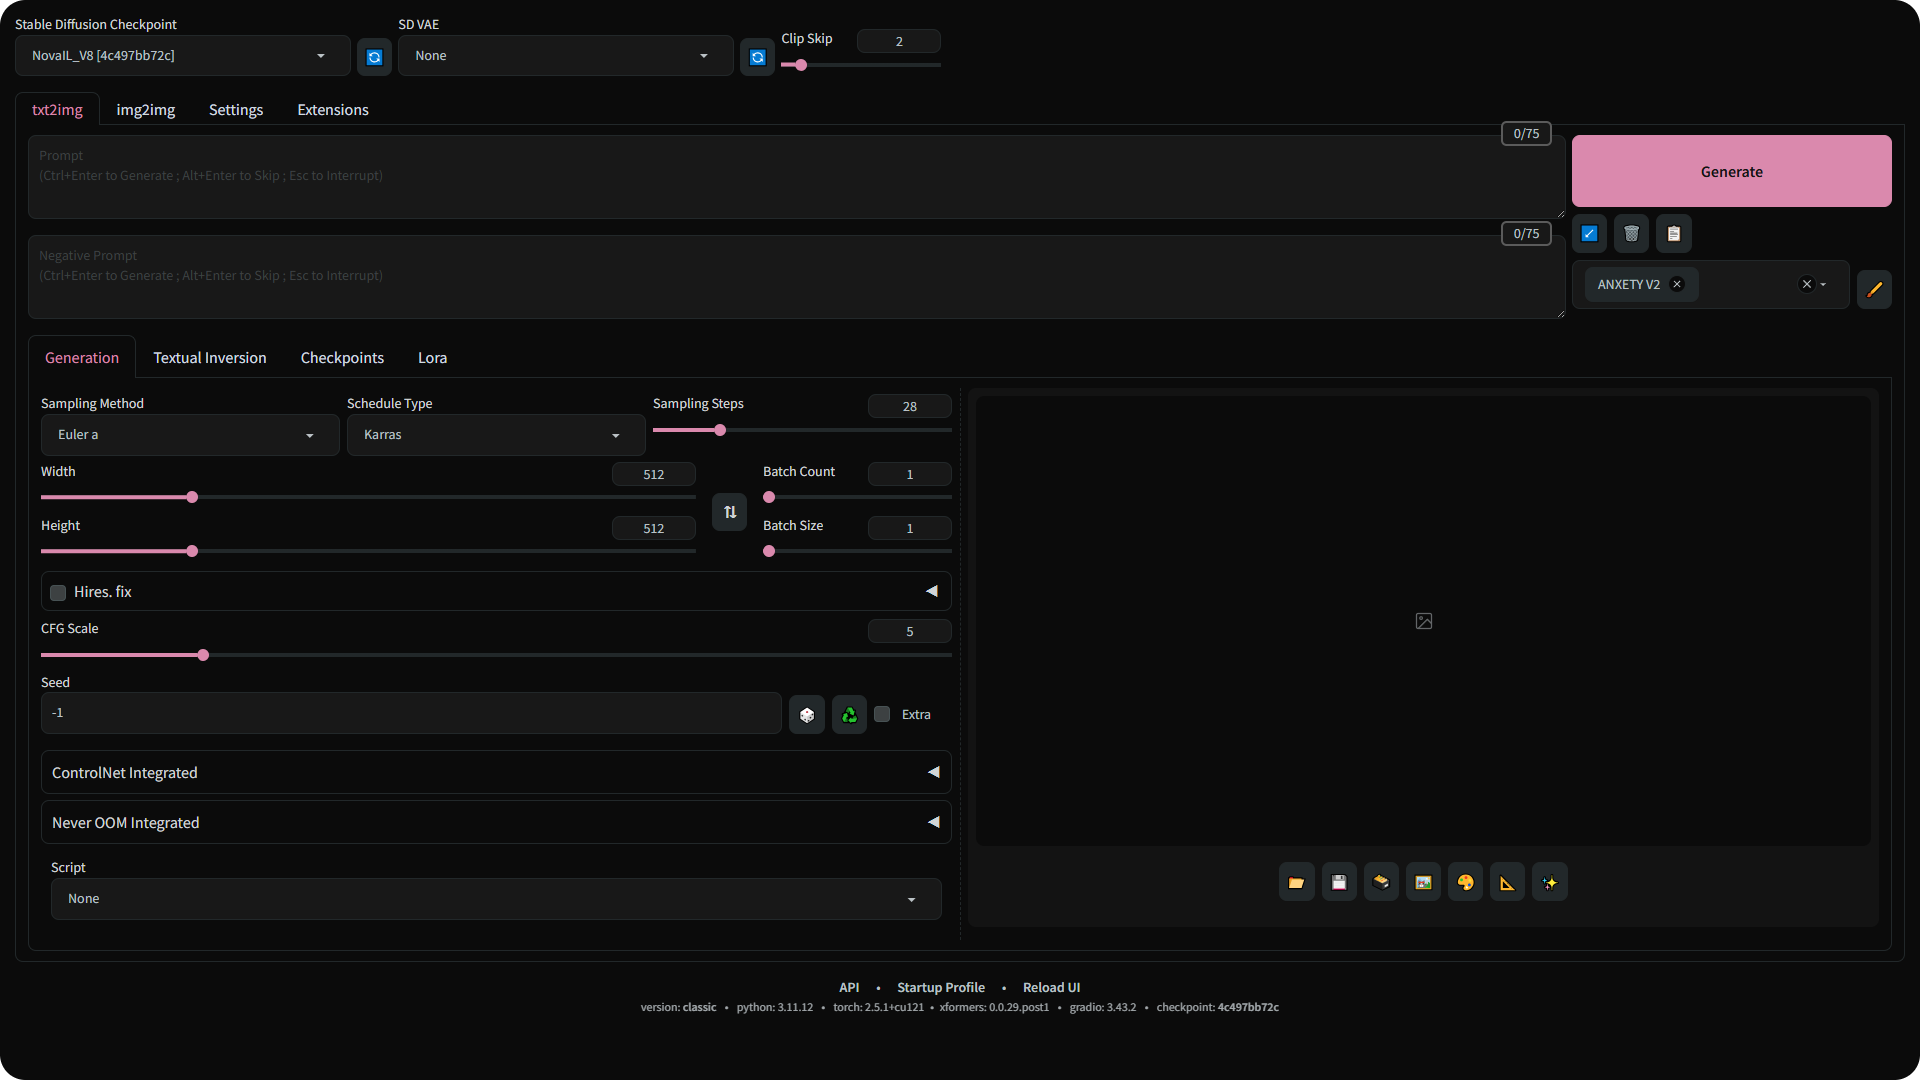 Stable Diffusion Checkpoint
NovaIL_V8 [4c497bb72c]
SD VAE
None
Clip Skip
2
txt2img
img2img
Settings
Extensions
0/75
Prompt
(Ctrl+Enter to Generate ; Alt+Enter to Skip ; Esc to Interrupt)
Generate
0/75
Negative Prompt
(Ctrl+Enter to Generate ; Alt+Enter to Skip ; Esc to Interrupt)
ANXETY V2
Generation
Textual Inversion
Checkpoints
Lora
Sampling Method
Euler a
Schedule Type
Karras
Sampling Steps
28
Width
512
Batch Count
1
Height
512
Batch Size
1
Hires. fix
CFG Scale
5
Seed
-1
Extra
ControlNet Integrated
Never OOM Integrated
Script
None
API • Startup Profile • Reload UI
version: classic • python: 3.11.12 • torch: 2.5.1+cu121 • xformers: 0.0.29.post1 • gradio: 3.43.2 • checkpoint: 4c497bb72c